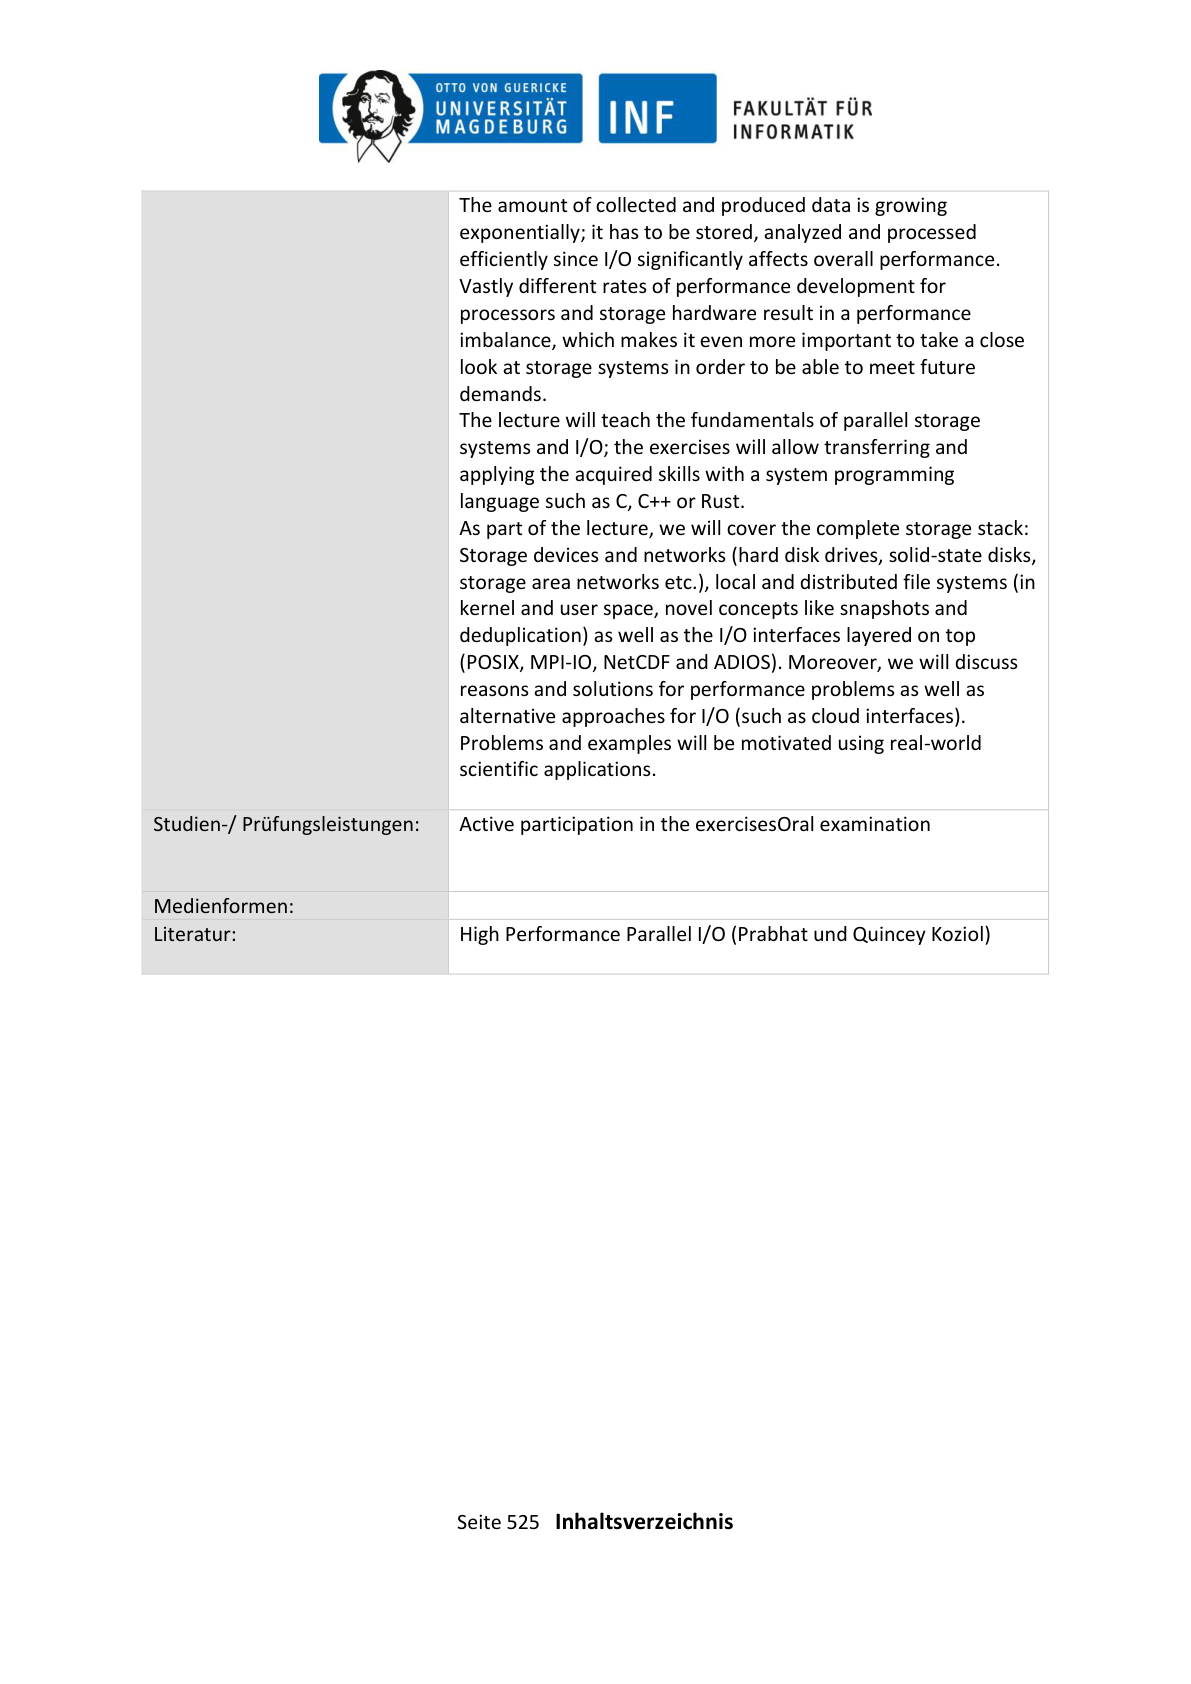 OTTO VON GUERICKE
UNIVERSITÄT
MAGDEBURG
INF
FAKULTÄT FÜR
INFORMATIK
The amount of collected and produced data is growing
exponentially; it has to be stored, analyzed and processed
efficiently since I/O significantly affects overall performance.
Vastly different rates of performance development for
processors and storage hardware result in a performance
imbalance, which makes it even more important to take a close
look at storage systems in order to be able to meet future
demands.
The lecture will teach the fundamentals of parallel storage
systems and I/O; the exercises will allow transferring and
applying the acquired skills with a system programming
language such as C, C++ or Rust.
As part of the lecture, we will cover the complete storage stack:
Storage devices and networks (hard disk drives, solid-state disks,
storage area networks etc.), local and distributed file systems (in
kernel and user space, novel concepts like snapshots and
deduplication) as well as the I/O interfaces layered on top
(POSIX, MPI-IO, NetCDF and ADIOS). Moreover, we will discuss
reasons and solutions for performance problems as well as
alternative approaches for I/O (such as cloud interfaces).
Problems and examples will be motivated using real-world
scientific applications.
Studien-/ Prüfungsleistungen: Active participation in the exercisesOral examination
Medienformen:
Literatur: High Performance Parallel I/O (Prabhat und Quincey Koziol)
Seite 525 Inhaltsverzeichnis